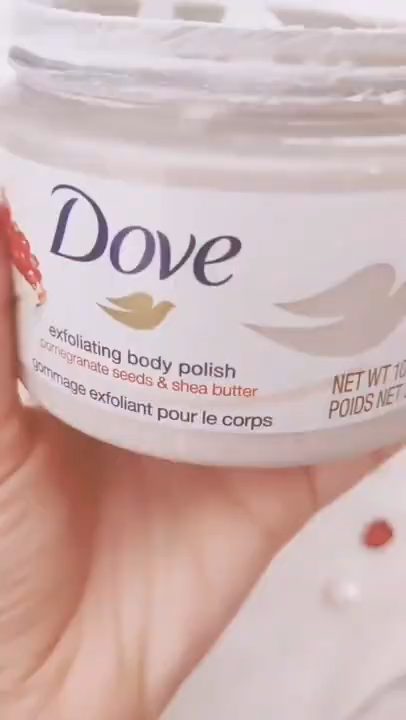 Dove
exfoliating body polish
pomegranate seeds & shea butter
gommage exfoliant pour le corps
NET WT
POIDS NET